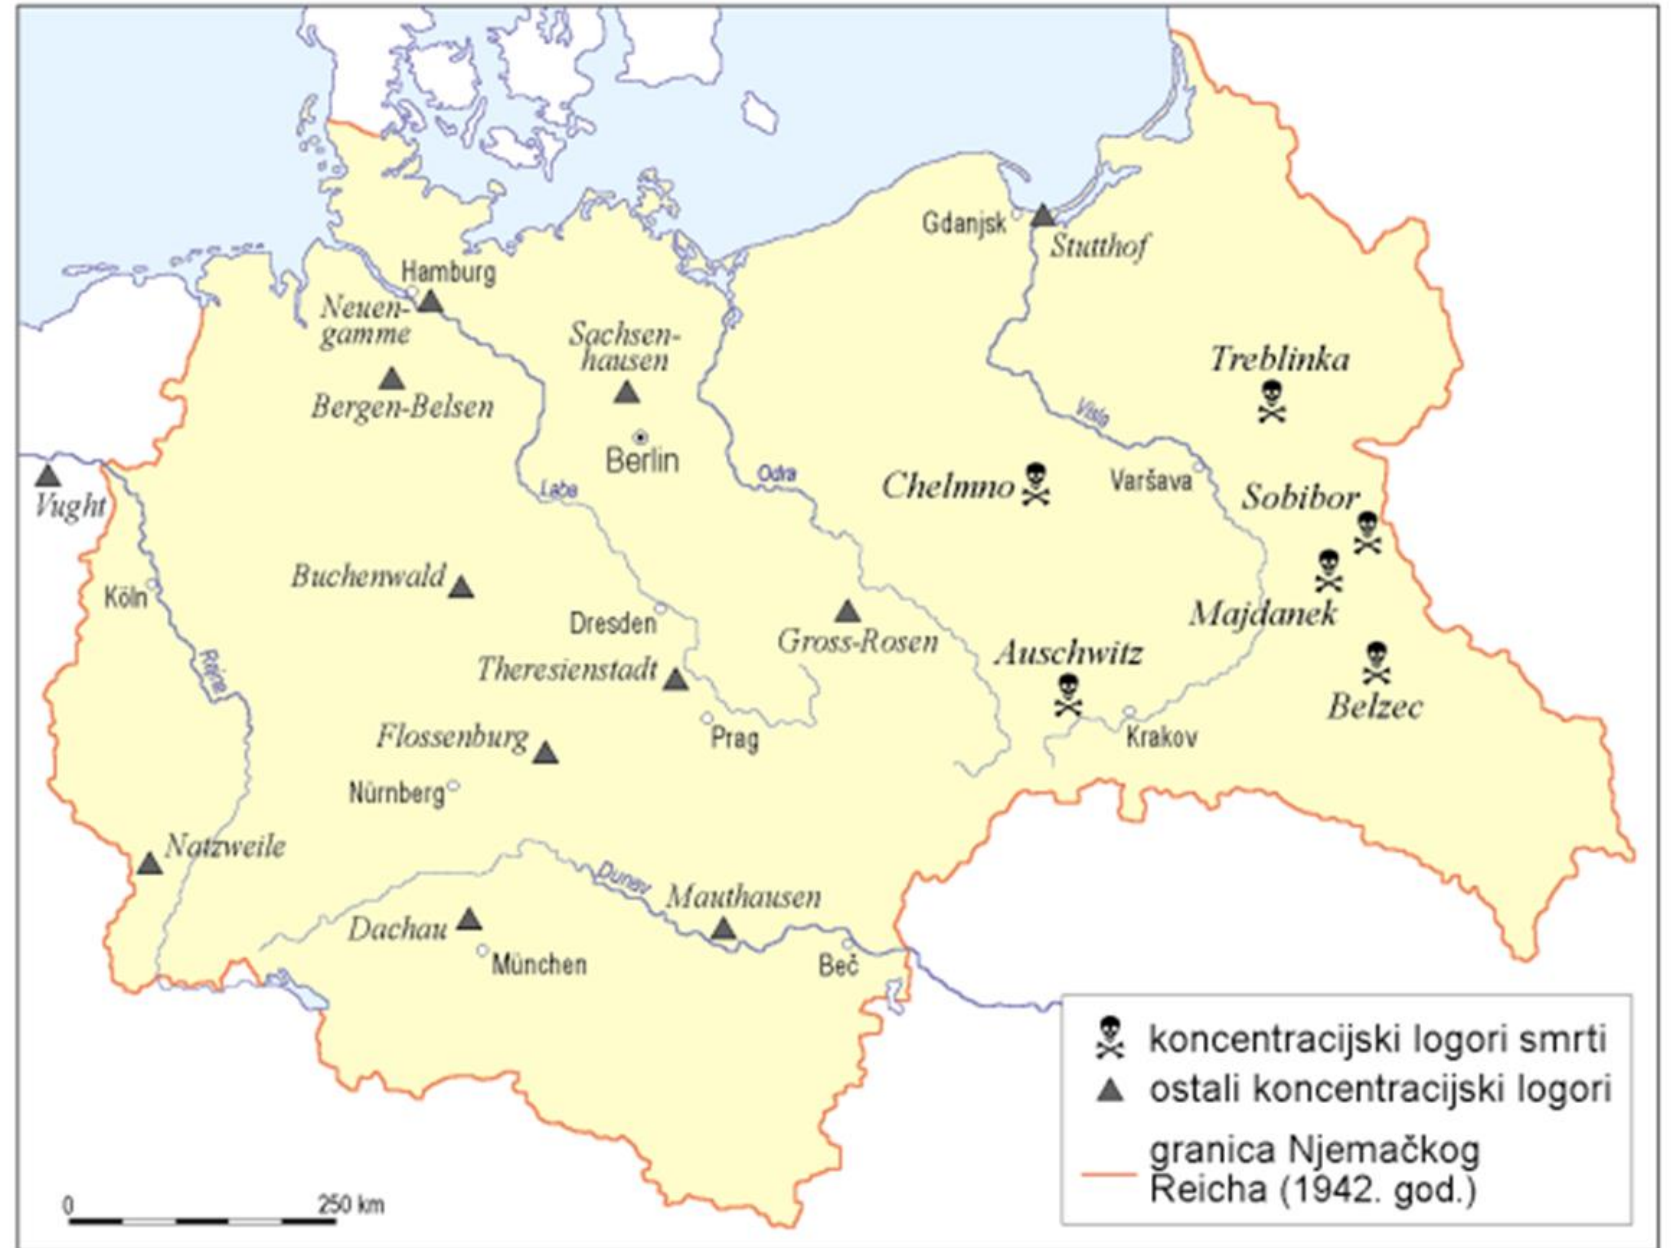 Gdanjsk
Stutthof
Hamburg
Neuen-
gamme
Sachsen-
hausen
Bergen-Belsen
Treblinka
Berlin
Visla
Vught
Laba
Odra
Chelmno
Varšava
Sobibor
Köln
Buchenwald
Dresden
Gross-Rosen
Majdanek
Rajna
Theresienstadt
Auschwitz
Belzec
Flossenburg
Prag
Krakov
Nürnberg
Natzweile
Dunav
Mauthausen
Dachau
München
Beč
koncentracijski logori smrti
ostali koncentracijski logori
granica Njemačkog
Reicha (1942. god.)
0 250 km